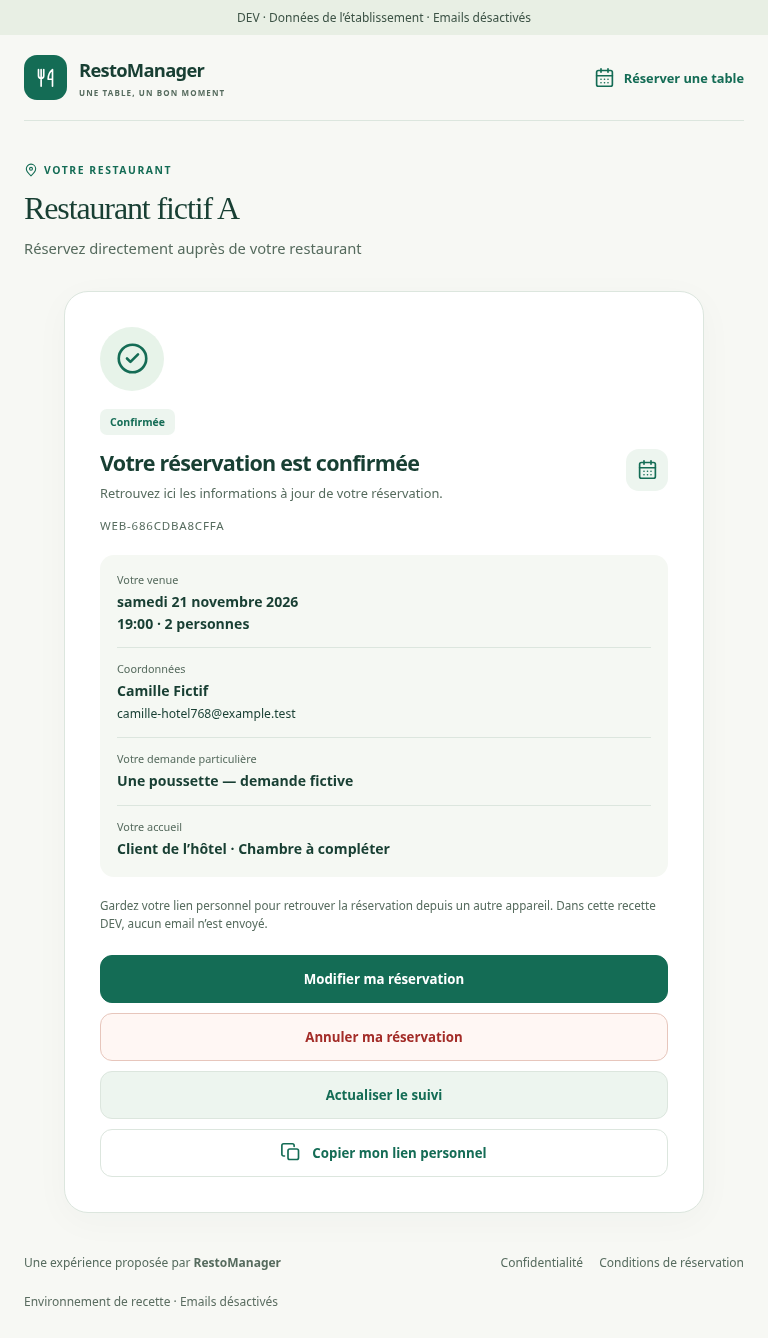 DEV · Données de l’établissement · Emails désactivés
RestoManager
UNE TABLE, UN BON MOMENT
Réserver une table
VOTRE RESTAURANT
Restaurant fictif A
Réservez directement auprès de votre restaurant
Confirmée
Votre réservation est confirmée
Retrouvez ici les informations à jour de votre réservation.
WEB-686CDBA8CFFA
Votre venue
samedi 21 novembre 2026
19:00 · 2 personnes
Coordonnées
Camille Fictif
camille-hotel768@example.test
Votre demande particulière
Une poussette — demande fictive
Votre accueil
Client de l’hôtel · Chambre à compléter
Gardez votre lien personnel pour retrouver la réservation depuis un autre appareil. Dans cette recette
DEV, aucun email n’est envoyé.
Modifier ma réservation
Annuler ma réservation
Actualiser le suivi
Copier mon lien personnel
Une expérience proposée par RestoManager
Confidentialité Conditions de réservation
Environnement de recette · Emails désactivés